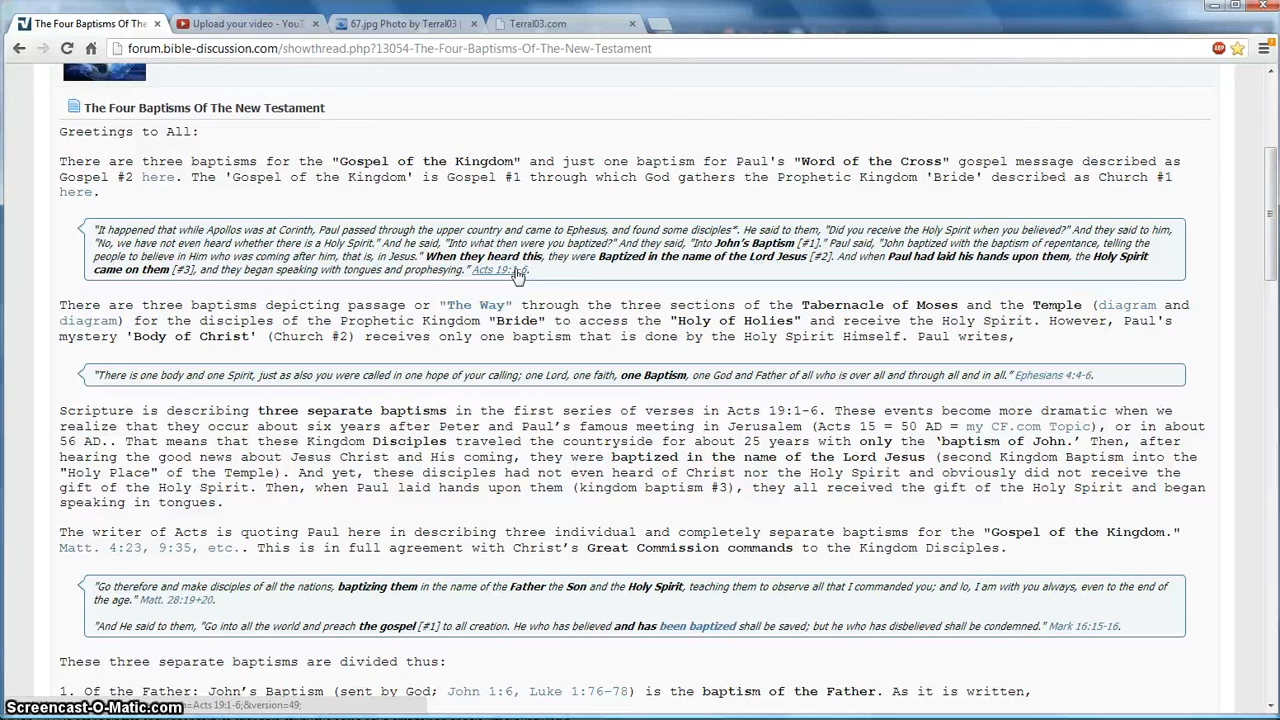 The Four Baptisms Of The
Upload your video - YouT
67.jpg Photo by Terral03 |
Terral03.com
forum.bible-discussion.com/showthread.php?13054-The-Four-Baptisms-Of-The-New-Testament
ABP
The Four Baptisms Of The New Testament
Greetings to All:
There are three baptisms for the "Gospel of the Kingdom" and just one baptism for Paul's "Word of the Cross" gospel message described as
Gospel #2 here. The 'Gospel of the Kingdom' is Gospel #1 through which God gathers the Prophetic Kingdom 'Bride' described as Church #1
here.
"It happened that while Apollos was at Corinth, Paul passed through the upper country and came to Ephesus, and found some disciples*. He said to them, "Did you receive the Holy Spirit when you believed?" And they said to him,
"No, we have not even heard whether there is a Holy Spirit." And he said, "Into what then were you baptized?" And they said, "Into John's Baptism [#1]." Paul said, "John baptized with the baptism of repentance, telling the
people to believe in Him who was coming after him, that is, in Jesus." When they heard this, they were Baptized in the name of the Lord Jesus [#2]. And when Paul had laid his hands upon them, the Holy Spirit
came on them [#3], and they began speaking with tongues and prophesying." Acts 19:1-6.
There are three baptisms depicting passage or "The Way" through the three sections of the Tabernacle of Moses and the Temple (diagram and
diagram) for the disciples of the Prophetic Kingdom "Bride" to access the "Holy of Holies" and receive the Holy Spirit. However, Paul's
mystery 'Body of Christ' (Church #2) receives only one baptism that is done by the Holy Spirit Himself. Paul writes,
"There is one body and one Spirit, just as also you were called in one hope of your calling; one Lord, one faith, one Baptism, one God and Father of all who is over all and through all and in all." Ephesians 4:4-6.
Scripture is describing three separate baptisms in the first series of verses in Acts 19:1-6. These events become more dramatic when we
realize that they occur about six years after Peter and Paul's famous meeting in Jerusalem (Acts 15 = 50 AD = my CF.com Topic), or in about
56 AD.. That means that these Kingdom Disciples traveled the countryside for about 25 years with only the 'baptism of John.' Then, after
hearing the good news about Jesus Christ and His coming, they were baptized in the name of the Lord Jesus (second Kingdom Baptism into the
"Holy Place" of the Temple). And yet, these disciples had not even heard of Christ nor the Holy Spirit and obviously did not receive the
gift of the Holy Spirit. Then, when Paul laid hands upon them (kingdom baptism #3), they all received the gift of the Holy Spirit and began
speaking in tongues.
The writer of Acts is quoting Paul here in describing three individual and completely separate baptisms for the "Gospel of the Kingdom."
Matt. 4:23, 9:35, etc.. This is in full agreement with Christ's Great Commission commands to the Kingdom Disciples.
"Go therefore and make disciples of all the nations, baptizing them in the name of the Father the Son and the Holy Spirit, teaching them to observe all that I commanded you; and lo, I am with you always, even to the end of
the age." Matt. 28:19+20.
"And He said to them, "Go into all the world and preach the gospel [#1] to all creation. He who has believed and has been baptized shall be saved; but he who has disbelieved shall be condemned." Mark 16:15-16.
These three separate baptisms are divided thus:
1. Of the Father: John's Baptism (sent by God; John 1:6, Luke 1:76-78) is the baptism of the Father. As it is written,
Screencast-O-Matic.com
=Acts 19:1-6;&version=49;